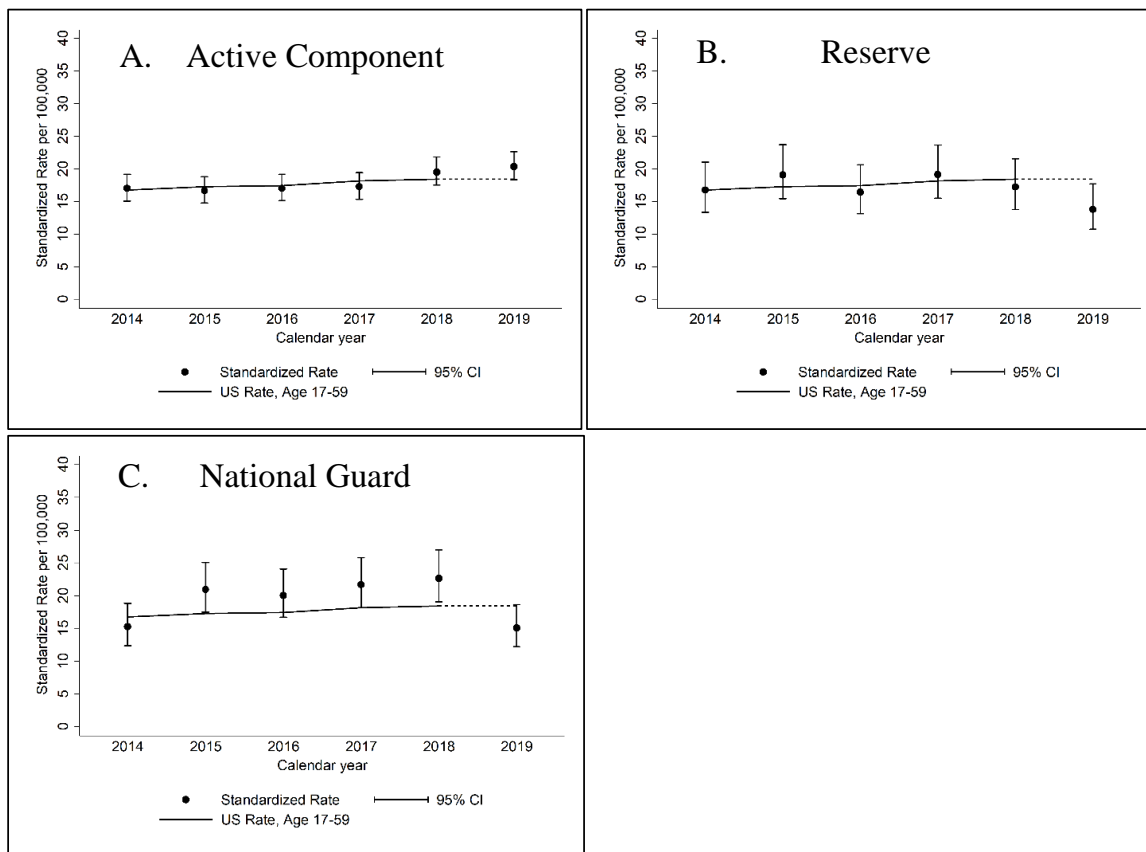 A. Active Component
Standardized Rate per 100,000
40
35
30
25
20
15
10
5
0
2014 2015 2016 2017 2018 2019
Calendar year
Standardized Rate 95% CI
US Rate, Age 17-59
B. Reserve
Standardized Rate per 100,000
40
35
30
25
20
15
10
5
0
2014 2015 2016 2017 2018 2019
Calendar year
Standardized Rate 95% CI
US Rate, Age 17-59
C. National Guard
Standardized Rate per 100,000
40
35
30
25
20
15
10
5
0
2014 2015 2016 2017 2018 2019
Calendar year
Standardized Rate 95% CI
US Rate, Age 17-59